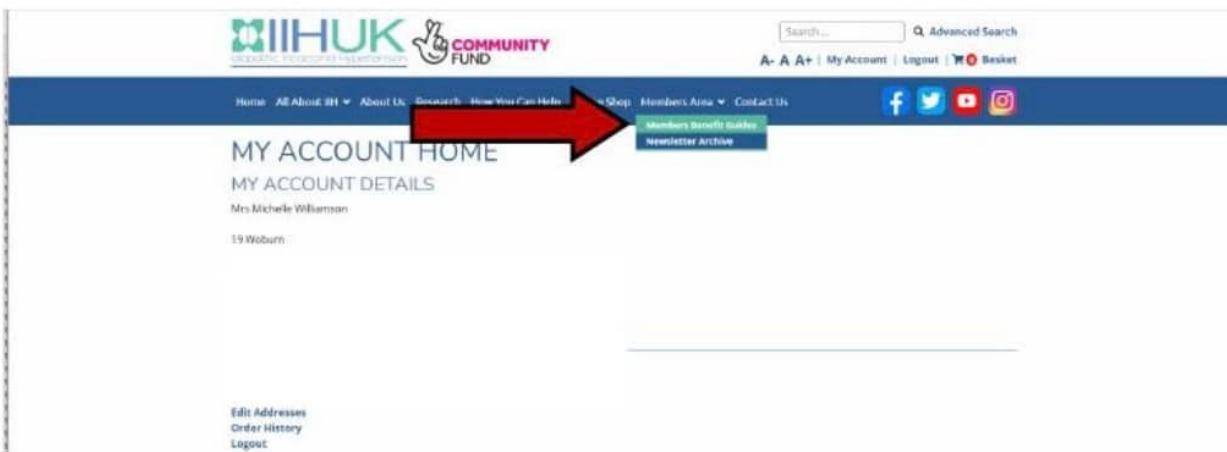 IIHUK
COMMUNITY
FUND
Search...
Advanced Search
A- A A+ | My Account | Logout | 0 Basket
Home All About IIH About Us Research How You Can Help Shop Members Area Contact Us
Members Benefit Guides
Newsletter Archive
MY ACCOUNT HOME
MY ACCOUNT DETAILS
Mrs Michelle Williamson
19 Woburn
Edit Addresses
Order History
Logout